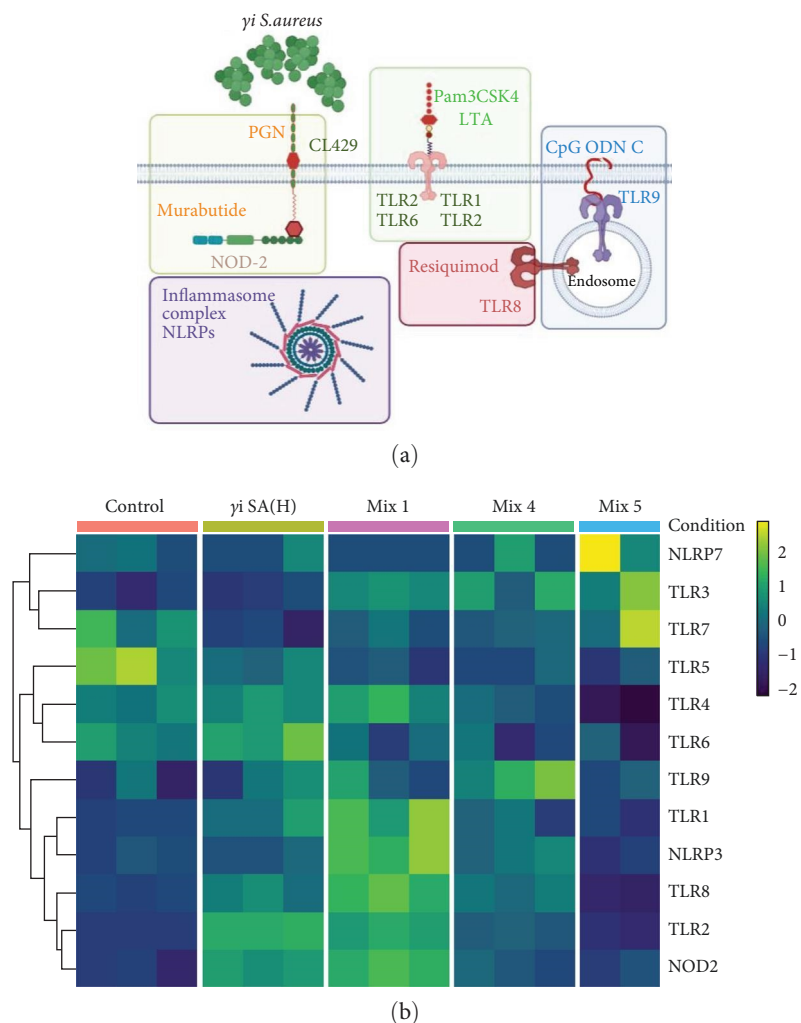 γi S.aureus
PGN
CL429
Murabutide
NOD-2
Pam3CSK4
LTA
TLR2 TLR1
TLR6 TLR2
CpG ODN C
TLR9
Resiquimod
TLR8
Endosome
Inflammasome
complex
NLRPs
(a)
Control γi SA(H) Mix 1 Mix 4 Mix 5
Condition
NLRP7
TLR3
TLR7
TLR5
TLR4
TLR6
TLR9
TLR1
NLRP3
TLR8
TLR2
NOD2
2
1
0
−1
−2
(b)